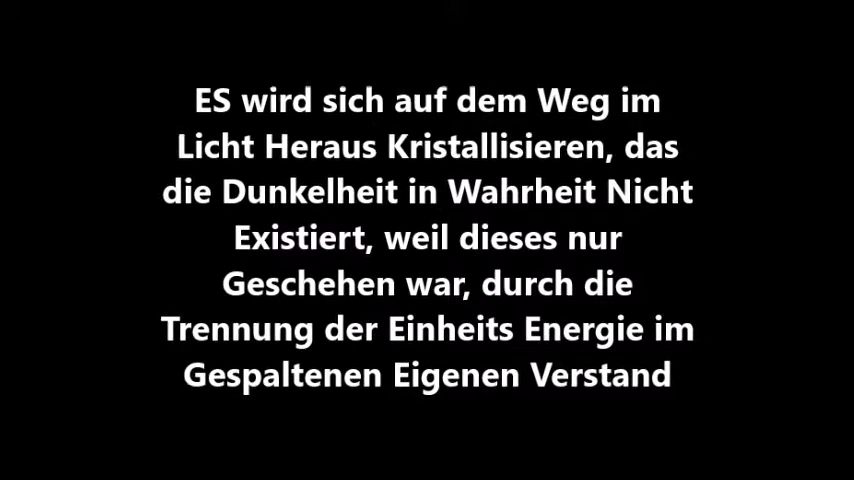 ES wird sich auf dem Weg im
Licht Heraus Kristallisieren, das
die Dunkelheit in Wahrheit Nicht
Existiert, weil dieses nur
Geschehen war, durch die
Trennung der Einheits Energie im
Gespaltenen Eigenen Verstand